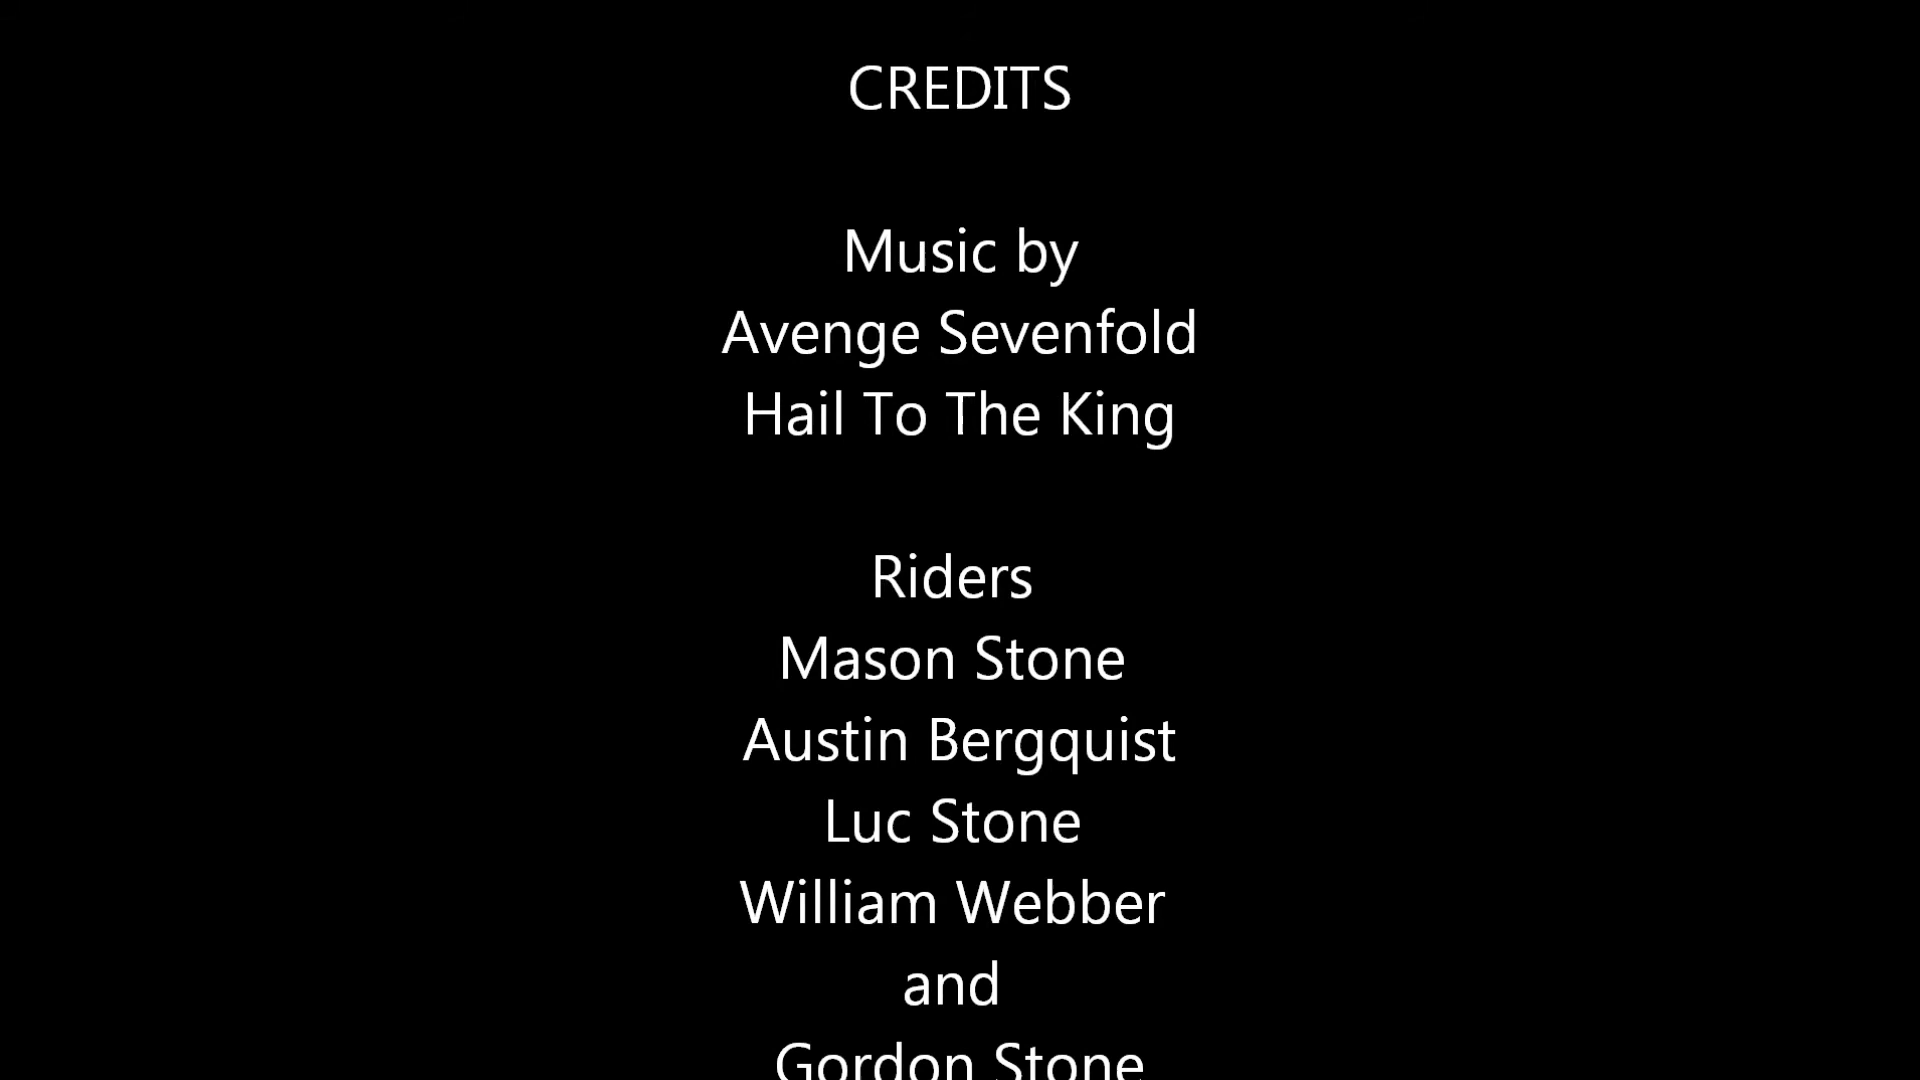 CREDITS
Music by
Avenge Sevenfold
Hail To The King
Riders
Mason Stone
Austin Bergquist
Luc Stone
William Webber
and
Gordon Stone